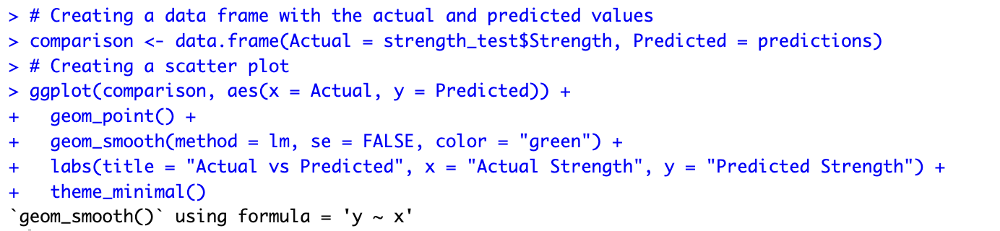 > # Creating a data frame with the actual and predicted values
> comparison <- data.frame(Actual = strength_test$Strength, Predicted = predictions)
> # Creating a scatter plot
> ggplot(comparison, aes(x = Actual, y = Predicted)) +
+   geom_point() +
+   geom_smooth(method = lm, se = FALSE, color = "green") +
+   labs(title = "Actual vs Predicted", x = "Actual Strength", y = "Predicted Strength") +
+   theme_minimal()
`geom_smooth()` using formula = 'y ~ x'